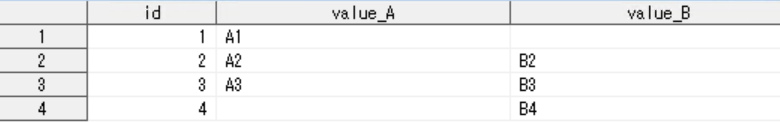 id value_A value_B
1 1 A1
2 2 A2 B2
3 3 A3 B3
4 4 B4